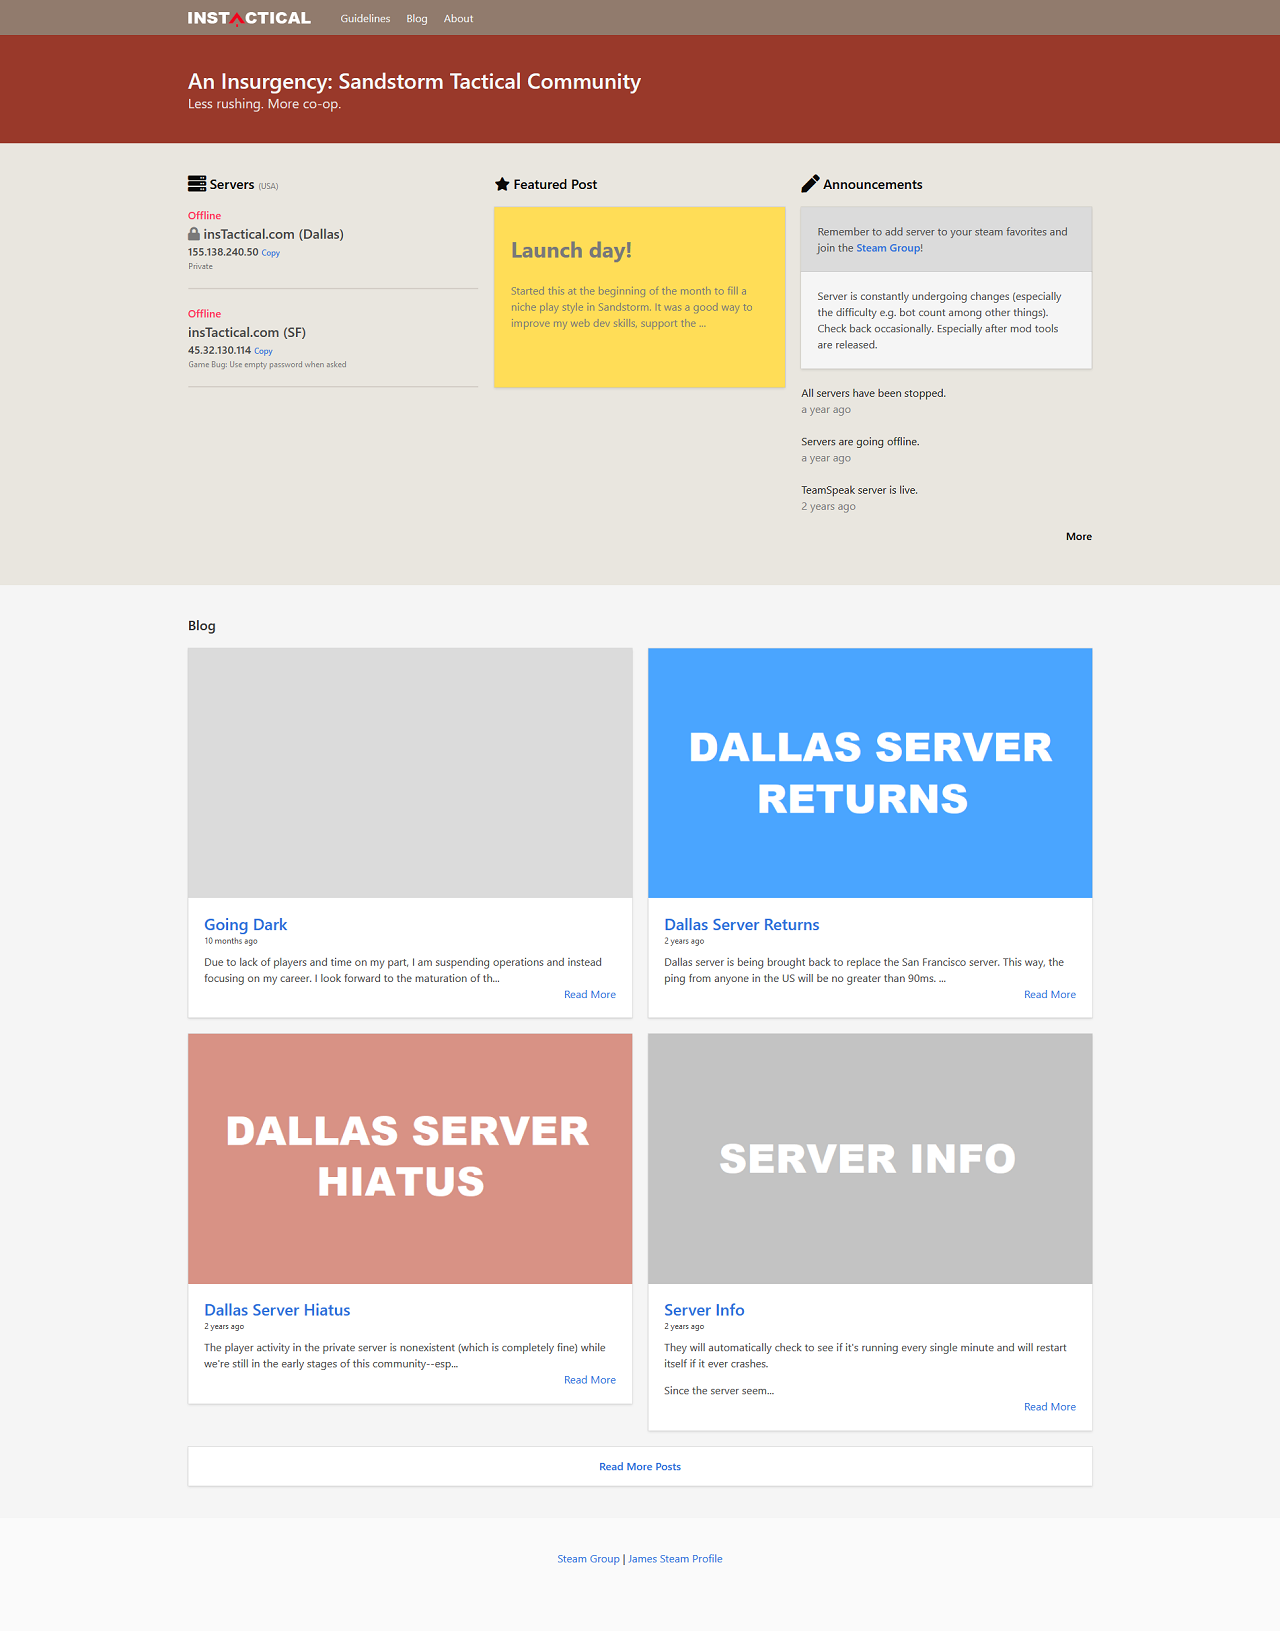 INSTACTICAL Guidelines Blog About
An Insurgency: Sandstorm Tactical Community
Less rushing. More co-op.
Servers (USA)
Offline
insTactical.com (Dallas)
155.138.240.50 Copy
Private
Offline
insTactical.com (SF)
45.32.130.114 Copy
Game Bug: Use empty password when asked
Featured Post
Launch day!
Started this at the beginning of the month to fill a
niche play style in Sandstorm. It was a good way to
improve my web dev skills, support the ...
Announcements
Remember to add server to your steam favorites and
join the Steam Group!
Server is constantly undergoing changes (especially
the difficulty e.g. bot count among other things).
Check back occasionally. Especially after mod tools
are released.
All servers have been stopped.
a year ago
Servers are going offline.
a year ago
TeamSpeak server is live.
2 years ago
More
Blog
Going Dark
10 months ago
Due to lack of players and time on my part, I am suspending operations and instead
focusing on my career. I look forward to the maturation of th...
Read More
DALLAS SERVER
RETURNS
Dallas Server Returns
2 years ago
Dallas server is being brought back to replace the San Francisco server. This way, the
ping from anyone in the US will be no greater than 90ms. ...
Read More
DALLAS SERVER
HIATUS
Dallas Server Hiatus
2 years ago
The player activity in the private server is nonexistent (which is completely fine) while
we're still in the early stages of this community--esp...
Read More
SERVER INFO
Server Info
2 years ago
They will automatically check to see if it's running every single minute and will restart
itself if it ever crashes.
Since the server seem...
Read More
Read More Posts
Steam Group | James Steam Profile